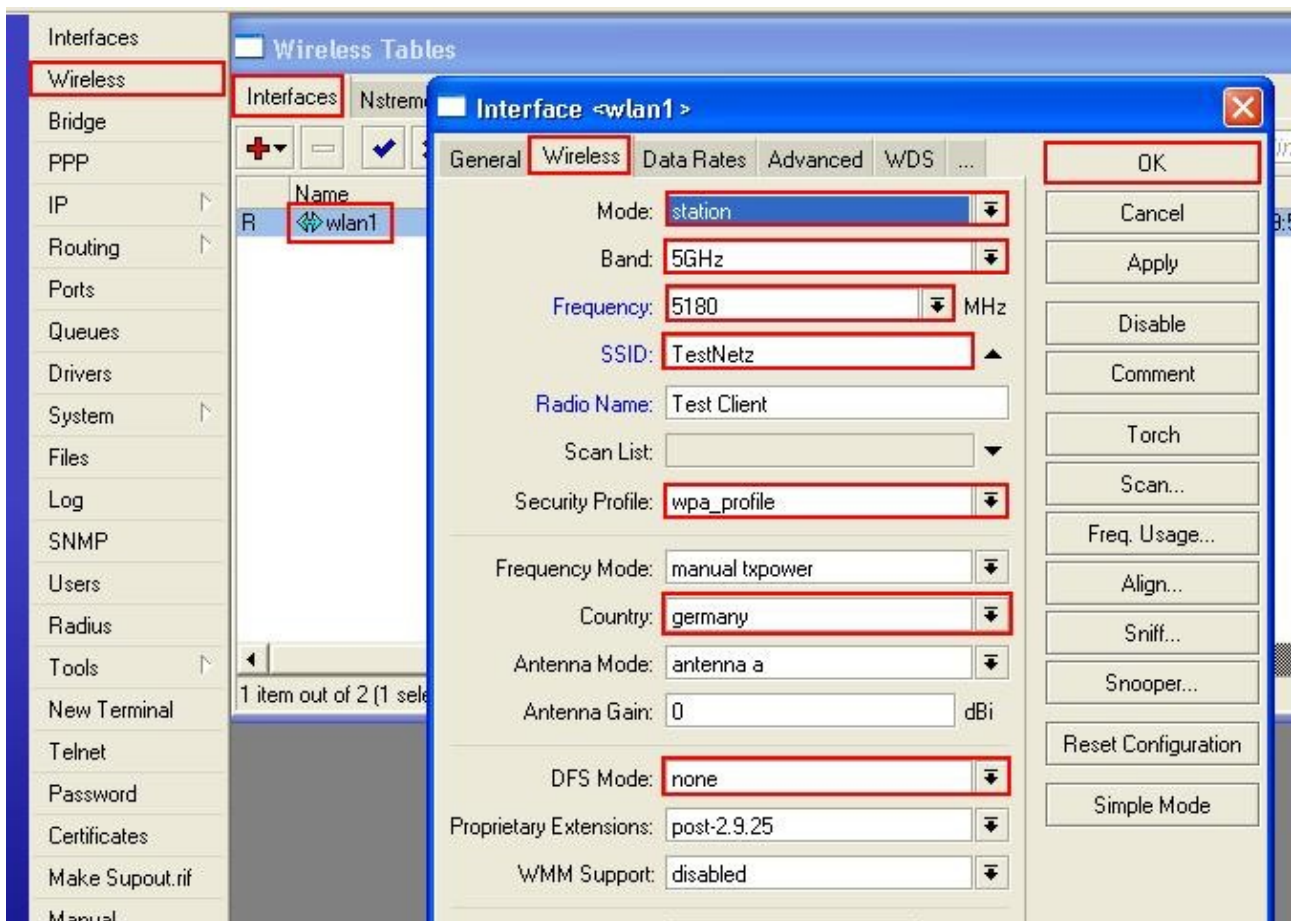 Interfaces
Wireless
Bridge
PPP
IP
Routing
Ports
Queues
Drivers
System
Files
Log
SNMP
Users
Radius
Tools
New Terminal
Telnet
Password
Certificates
Make Supout.rif
Manual
Wireless Tables
Interfaces
Name
R wlan1
1 item out of 2 (1
Interface <wlan1>
General Wireless Data Rates Advanced WDS ...
Mode: station
Band: 5GHz
Frequency: 5180 MHz
SSID: TestNetz
Radio Name: Test Client
Scan List:
Security Profile: wpa_profile
Frequency Mode: manual txpower
Country: germany
Antenna Mode: antenna a
Antenna Gain: 0 dBi
DFS Mode: none
Proprietary Extensions: post-2.9.25
WMM Support: disabled
OK
Cancel
Apply
Disable
Comment
Torch
Scan...
Freq. Usage...
Align...
Sniff...
Snooper...
Reset Configuration
Simple Mode